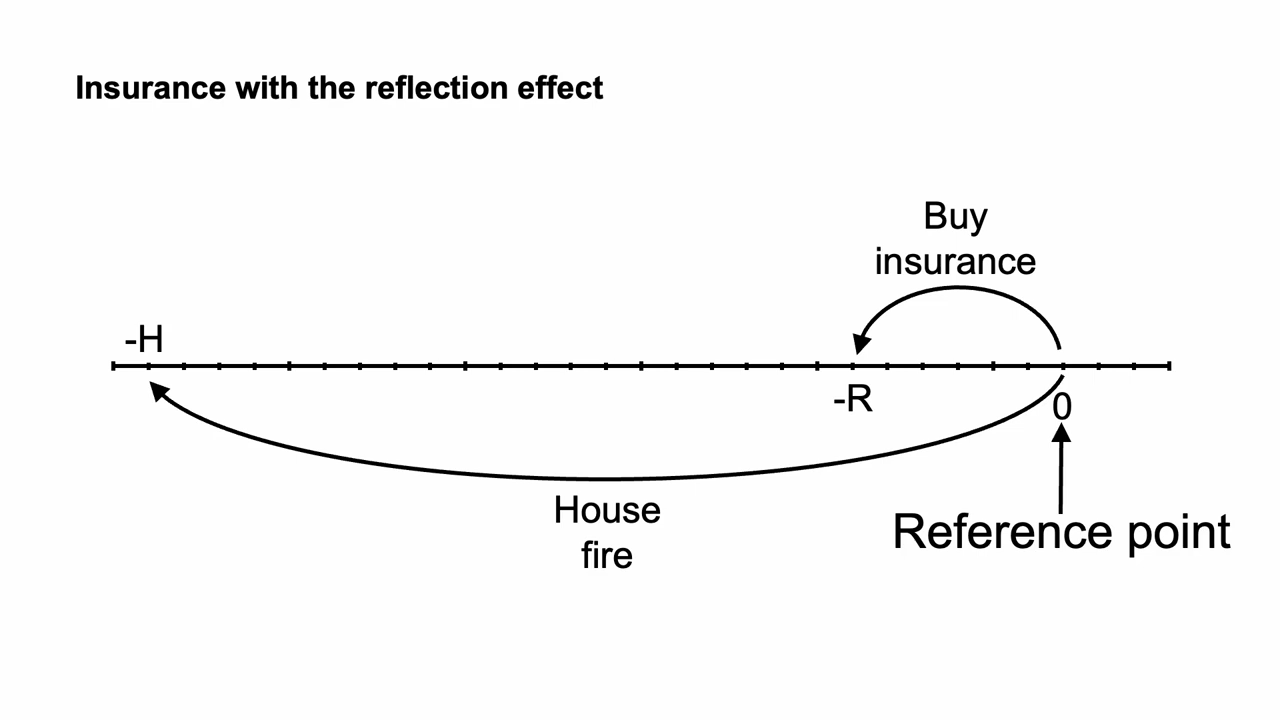 Insurance with the reflection effect
Buy
insurance
-H
-R
0
House
fire
Reference point